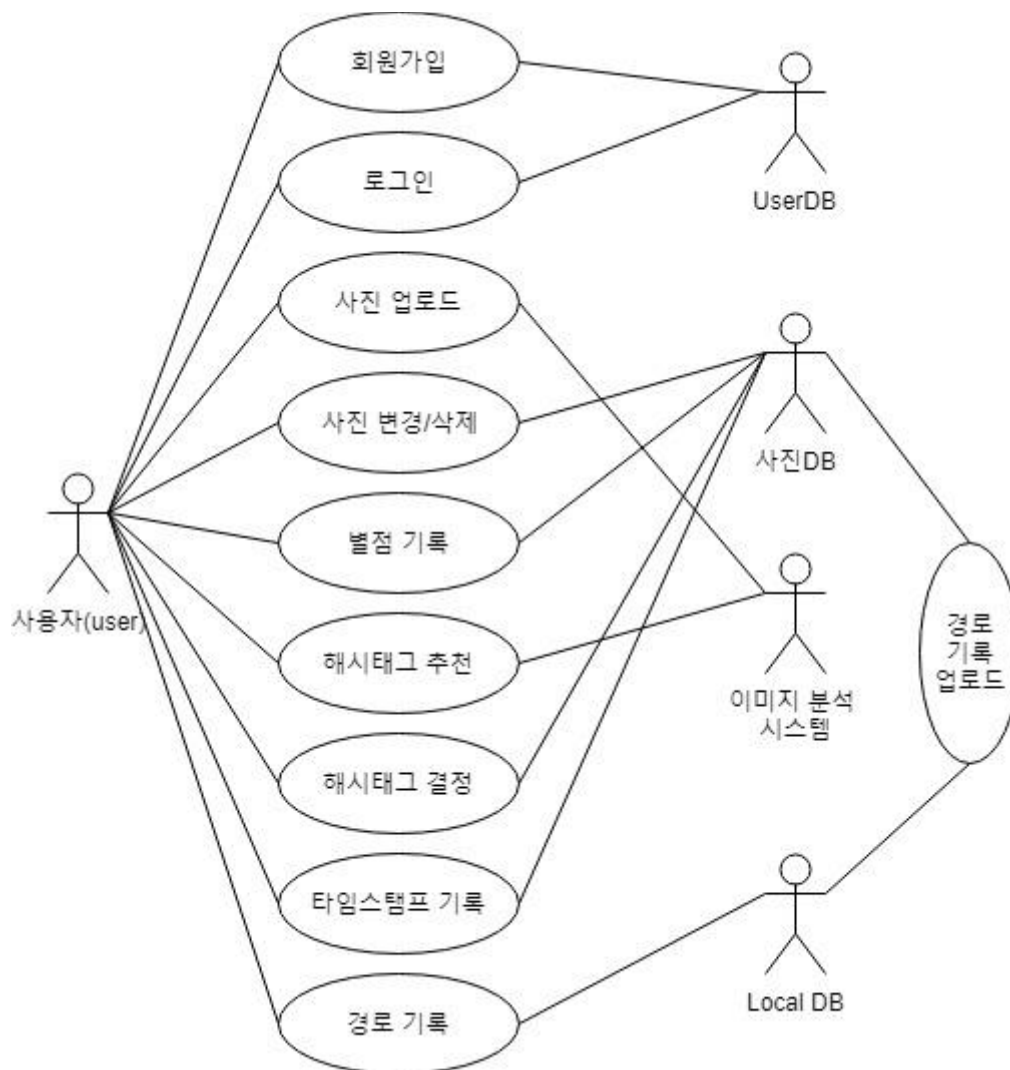 회원가입
로그인
사진 업로드
사진 변경/삭제
별점 기록
해시태그 추천
해시태그 결정
타임스탬프 기록
경로 기록
사용자(user)
UserDB
사진DB
이미지 분석
시스템
Local DB
경로
기록
업로드